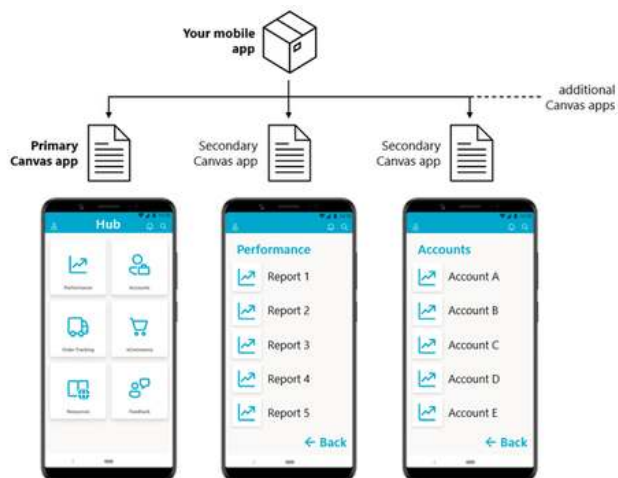 Your mobile
app
additional
Canvas apps
Primary
Canvas app
Secondary
Canvas app
Secondary
Canvas app
Hub
Performance
Accounts
Order Tracking
eCommerce
Resources
Feedback
Performance
Report 1
Report 2
Report 3
Report 4
Report 5
← Back
Accounts
Account A
Account B
Account C
Account D
Account E
← Back